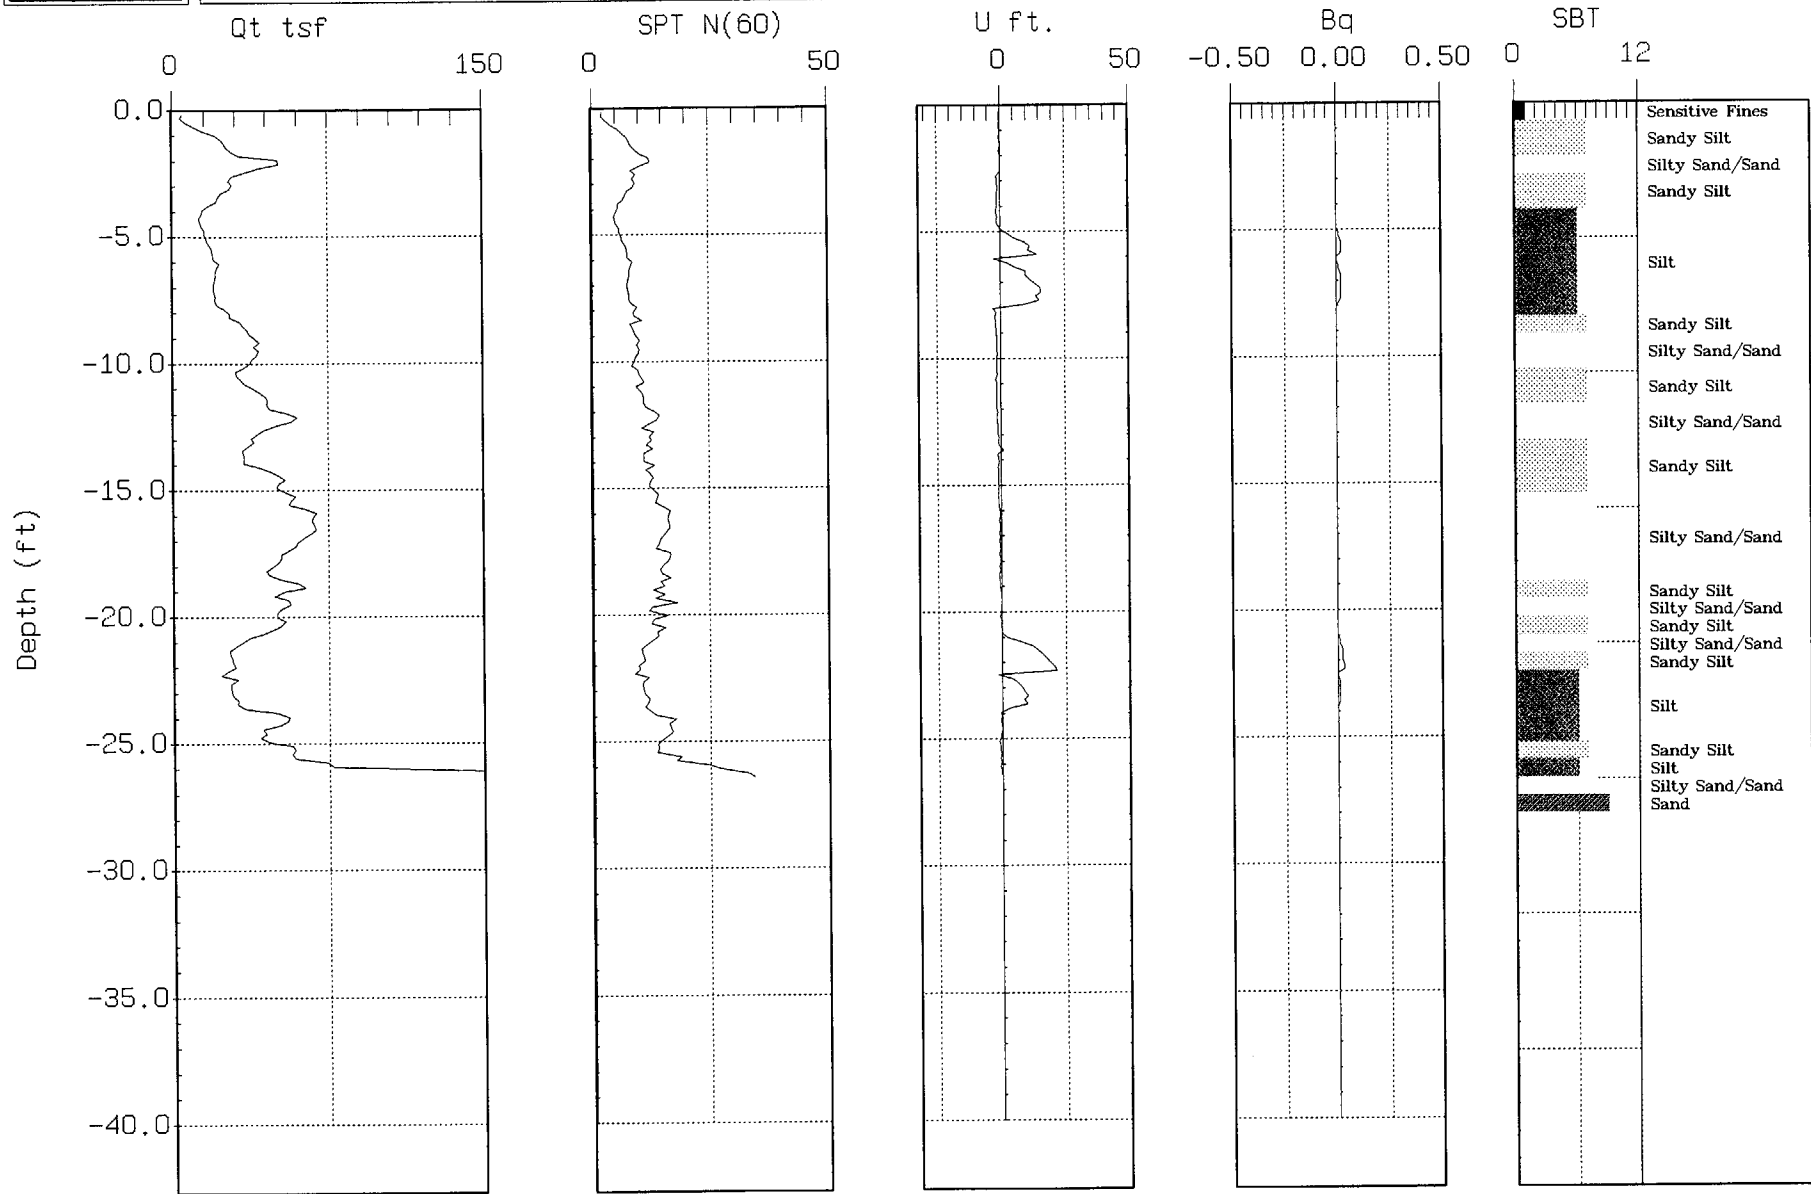 Qt tsf SPT N(60) U ft. Bq SBT
0 150 0 50 0 50 -0.50 0.00 0.50 0 12
0.0
-5.0
-10.0
-15.0
-20.0
-25.0
-30.0
-35.0
-40.0
Depth (ft)
Sensitive Fines
Sandy Silt
Silty Sand/Sand
Sandy Silt
Silt
Sandy Silt
Silty Sand/Sand
Sandy Silt
Silty Sand/Sand
Sandy Silt
Silty Sand/Sand
Sandy Silt
Silty Sand/Sand
Sandy Silt
Silty Sand/Sand
Sandy Silt
Silt
Sandy Silt
Silt
Silty Sand/Sand
Sand